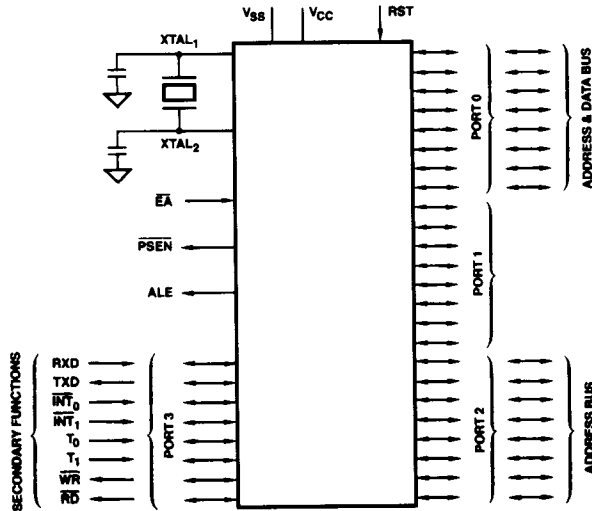 VSS
VCC
RST
XTAL1
XTAL2
EA
PSEN
ALE
PORT 0
ADDRESS & DATA BUS
PORT 1
PORT 2
ADDRESS BUS
SECONDARY FUNCTIONS
RXD
TXD
INT0
INT1
T0
T1
WR
RD
PORT 3